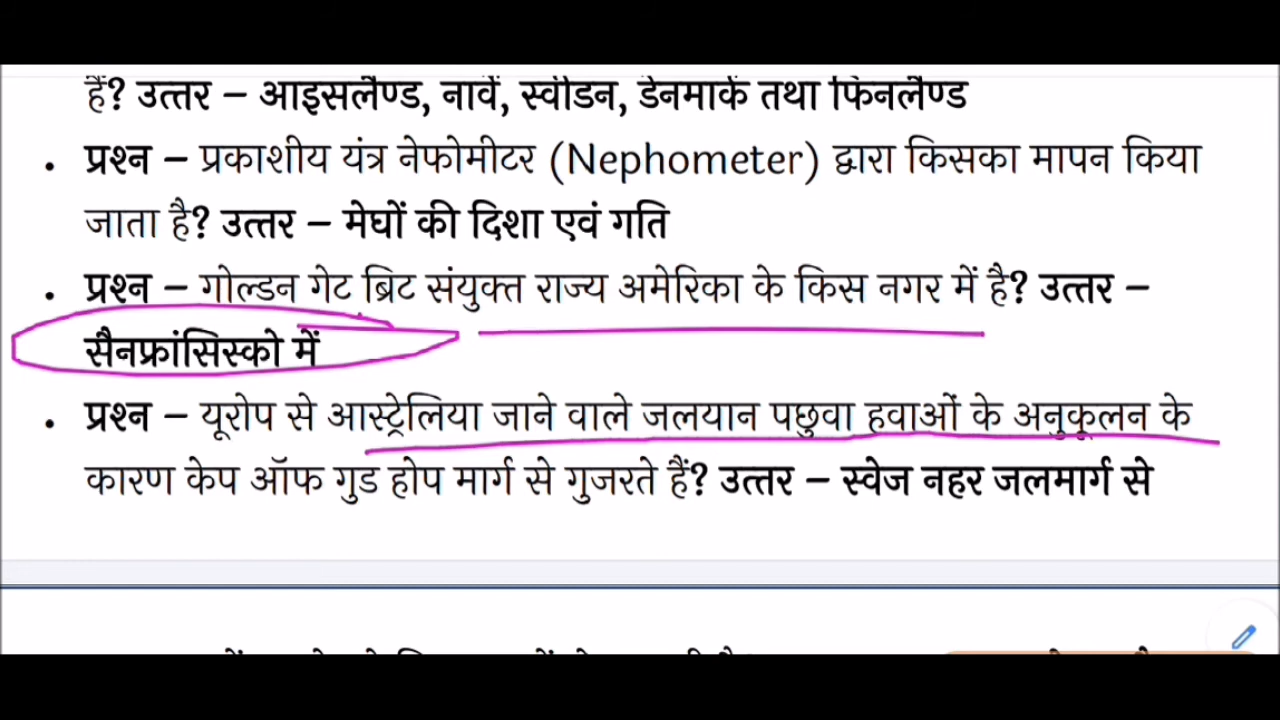 हैं? उत्तर – आइसलैण्ड, नार्वे, स्वीडन, डेनमार्क तथा फिनलैण्ड
• प्रश्न – प्रकाशीय यंत्र नेफोमीटर (Nephometer) द्वारा किसका मापन किया
जाता है? उत्तर – मेघों की दिशा एवं गति
• प्रश्न – गोल्डन गेट ब्रिट संयुक्त राज्य अमेरिका के किस नगर में है? उत्तर –
सैनफ्रांसिस्को में
• प्रश्न – यूरोप से आस्ट्रेलिया जाने वाले जलयान पछुवा हवाओं के अनुकूलन के
कारण केप ऑफ गुड होप मार्ग से गुजरते हैं? उत्तर – स्वेज नहर जलमार्ग से